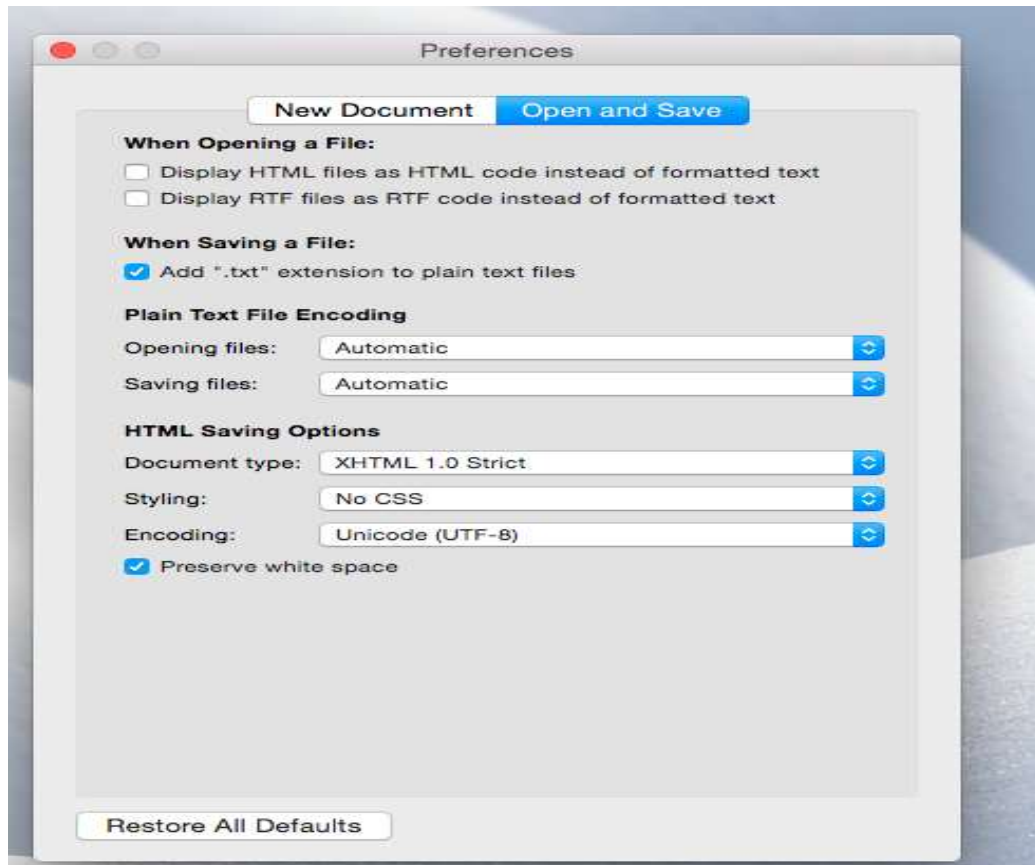 Preferences
New Document Open and Save
When Opening a File:
Display HTML files as HTML code instead of formatted text
Display RTF files as RTF code instead of formatted text
When Saving a File:
Add ".txt" extension to plain text files
Plain Text File Encoding
Opening files: Automatic
Saving files: Automatic
HTML Saving Options
Document type: XHTML 1.0 Strict
Styling: No CSS
Encoding: Unicode (UTF-8)
Preserve white space
Restore All Defaults